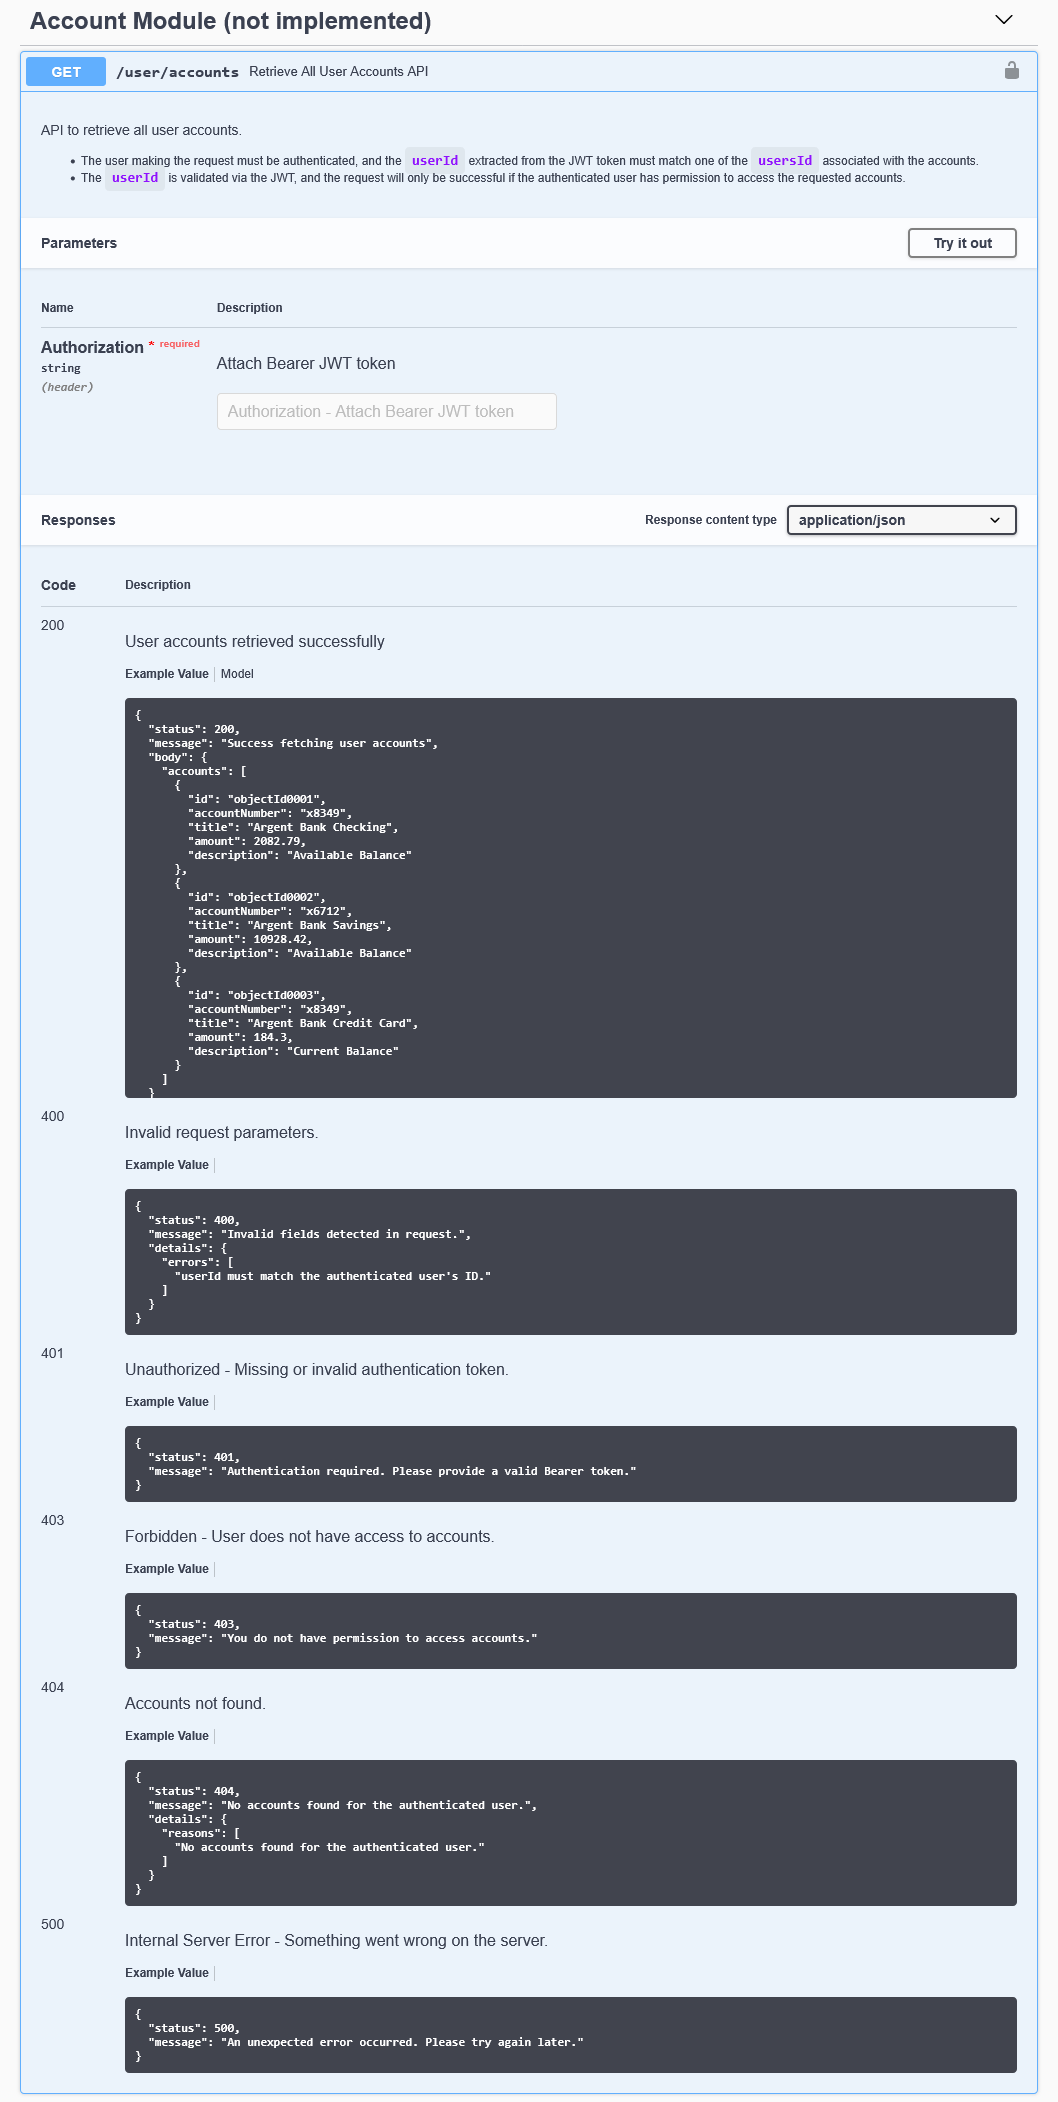 Account Module (not implemented)
GET /user/accounts Retrieve All User Accounts API
API to retrieve all user accounts.
• The user making the request must be authenticated, and the userId extracted from the JWT token must match one of the usersId associated with the accounts.
• The userId is validated via the JWT, and the request will only be successful if the authenticated user has permission to access the requested accounts.
Parameters Try it out
Name Description
Authorization * required
string
(header)
Attach Bearer JWT token
Authorization - Attach Bearer JWT token
Responses Response content type application/json
Code Description
200
User accounts retrieved successfully
Example Value Model
{
  "status": 200,
  "message": "Success fetching user accounts",
  "body": {
    "accounts": [
      {
        "id": "objectId0001",
        "accountNumber": "x8349",
        "title": "Argent Bank Checking",
        "amount": 2082.79,
        "description": "Available Balance"
      },
      {
        "id": "objectId0002",
        "accountNumber": "x6712",
        "title": "Argent Bank Savings",
        "amount": 10928.42,
        "description": "Available Balance"
      },
      {
        "id": "objectId0003",
        "accountNumber": "x8349",
        "title": "Argent Bank Credit Card",
        "amount": 184.3,
        "description": "Current Balance"
      }
    ]
  }
400
Invalid request parameters.
Example Value
{
  "status": 400,
  "message": "Invalid fields detected in request.",
  "details": {
    "errors": [
      "userId must match the authenticated user's ID."
    ]
  }
}
401
Unauthorized - Missing or invalid authentication token.
Example Value
{
  "status": 401,
  "message": "Authentication required. Please provide a valid Bearer token."
}
403
Forbidden - User does not have access to accounts.
Example Value
{
  "status": 403,
  "message": "You do not have permission to access accounts."
}
404
Accounts not found.
Example Value
{
  "status": 404,
  "message": "No accounts found for the authenticated user.",
  "details": {
    "reasons": [
      "No accounts found for the authenticated user."
    ]
  }
}
500
Internal Server Error - Something went wrong on the server.
Example Value
{
  "status": 500,
  "message": "An unexpected error occurred. Please try again later."
}